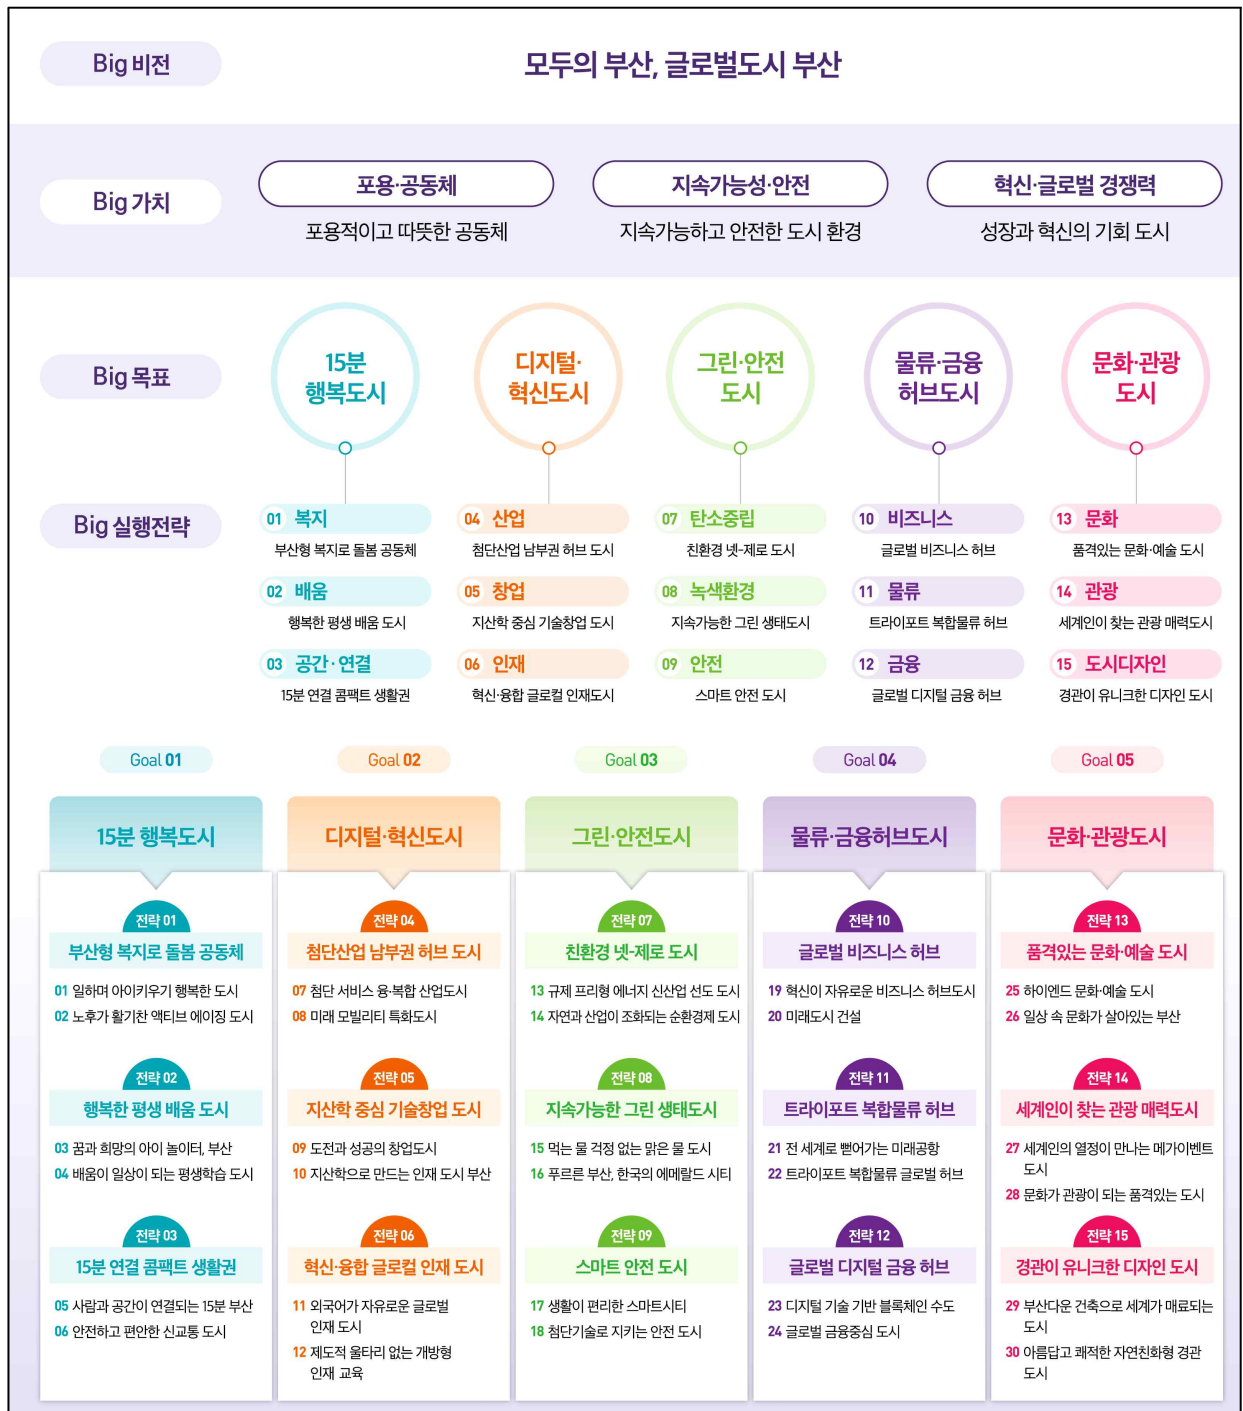 Big 비전
모두의 부산, 글로벌도시 부산
Big 가치
포용·공동체
포용적이고 따뜻한 공동체
지속가능성·안전
지속가능하고 안전한 도시 환경
혁신·글로벌 경쟁력
성장과 혁신의 기회 도시
Big 목표
15분
행복도시
디지털·
혁신도시
그린·안전
도시
물류·금융
허브도시
문화·관광
도시
Big 실행전략
01 복지
부산형 복지로 돌봄 공동체
02 배움
행복한 평생 배움 도시
03 공간·연결
15분 연결 콤팩트 생활권
04 산업
첨단산업 남부권 허브 도시
05 창업
지산학 중심 기술창업 도시
06 인재
혁신·융합 글로컬 인재도시
07 탄소중립
친환경 넷-제로 도시
08 녹색환경
지속가능한 그린 생태도시
09 안전
스마트 안전 도시
10 비즈니스
글로벌 비즈니스 허브
11 물류
트라이포트 복합물류 허브
12 금융
글로벌 디지털 금융 허브
13 문화
품격있는 문화·예술 도시
14 관광
세계인이 찾는 관광 매력도시
15 도시디자인
경관이 유니크한 디자인 도시
Goal 01
15분 행복도시
전략 01
부산형 복지로 돌봄 공동체
01 일하며 아이키우기 행복한 도시
02 노후가 활기찬 액티브 에이징 도시
전략 02
행복한 평생 배움 도시
03 꿈과 희망의 아이 놀이터, 부산
04 배움이 일상이 되는 평생학습 도시
전략 03
15분 연결 콤팩트 생활권
05 사람과 공간이 연결되는 15분 부산
06 안전하고 편안한 신교통 도시
Goal 02
디지털·혁신도시
전략 04
첨단산업 남부권 허브 도시
07 첨단 서비스 융·복합 산업도시
08 미래 모빌리티 특화도시
전략 05
지산학 중심 기술창업 도시
09 도전과 성공의 창업도시
10 지산학으로 만드는 인재 도시 부산
전략 06
혁신·융합 글로컬 인재 도시
11 외국어가 자유로운 글로벌
인재 도시
12 제도적 울타리 없는 개방형
인재 교육
Goal 03
그린·안전도시
전략 07
친환경 넷-제로 도시
13 규제 프리형 에너지 신산업 선도 도시
14 자연과 산업이 조화되는 순환경제 도시
전략 08
지속가능한 그린 생태도시
15 먹는 물 걱정 없는 맑은 물 도시
16 푸르른 부산, 한국의 에메랄드 시티
전략 09
스마트 안전 도시
17 생활이 편리한 스마트시티
18 첨단기술로 지키는 안전 도시
Goal 04
물류·금융허브도시
전략 10
글로벌 비즈니스 허브
19 혁신이 자유로운 비즈니스 허브도시
20 미래도시 건설
전략 11
트라이포트 복합물류 허브
21 전 세계로 뻗어가는 미래공항
22 트라이포트 복합물류 글로벌 허브
전략 12
글로벌 디지털 금융 허브
23 디지털 기술 기반 블록체인 수도
24 글로벌 금융중심 도시
Goal 05
문화·관광도시
전략 13
품격있는 문화·예술 도시
25 하이엔드 문화·예술 도시
26 일상 속 문화가 살아있는 부산
전략 14
세계인이 찾는 관광 매력도시
27 세계인의 열정이 만나는 메가이벤트
도시
28 문화가 관광이 되는 품격있는 도시
전략 15
경관이 유니크한 디자인 도시
29 부산다운 건축으로 세계가 매료되는
도시
30 아름답고 쾌적한 자연친화형 경관
도시